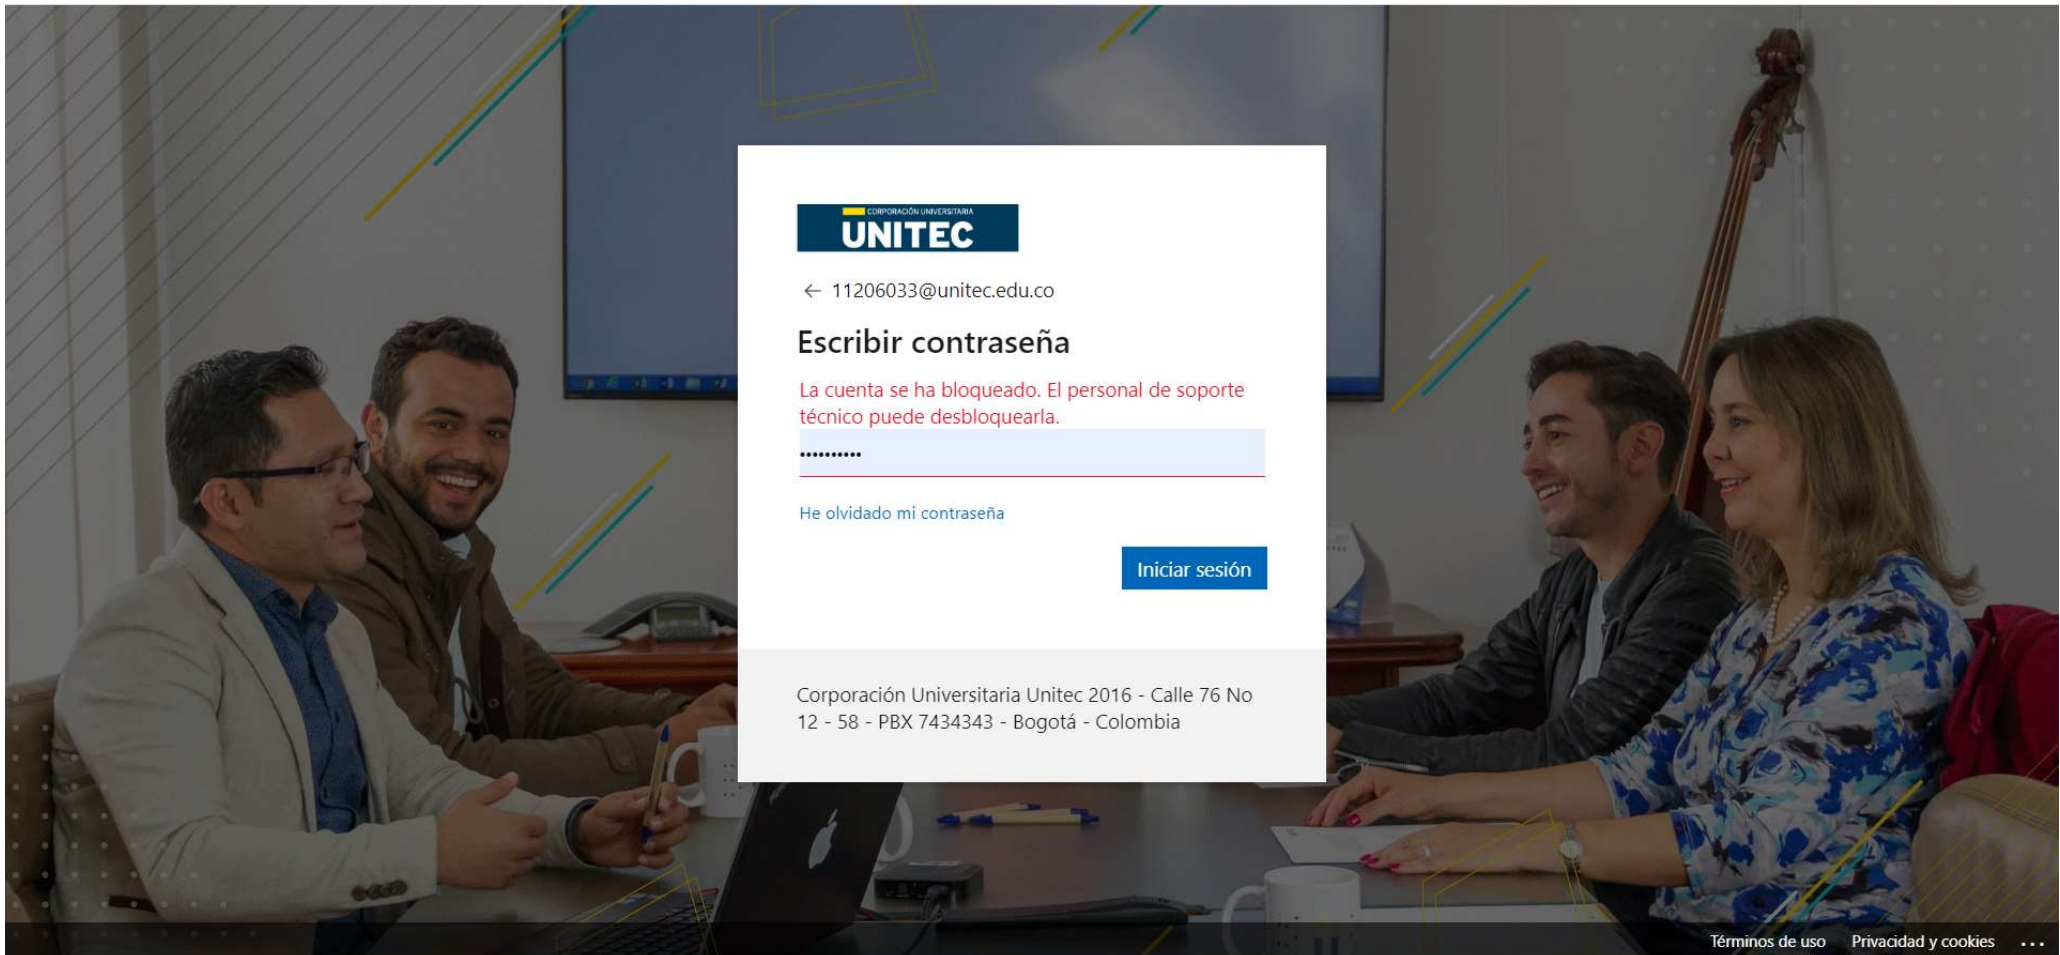 CORPORACIÓN UNIVERSITARIA
UNITEC
← 11206033@unitec.edu.co
Escribir contraseña
La cuenta se ha bloqueado. El personal de soporte
técnico puede desbloquearla.
••••••••••
He olvidado mi contraseña
Iniciar sesión
Corporación Universitaria Unitec 2016 - Calle 76 No
12 - 58 - PBX 7434343 - Bogotá - Colombia
Términos de uso Privacidad y cookies ...